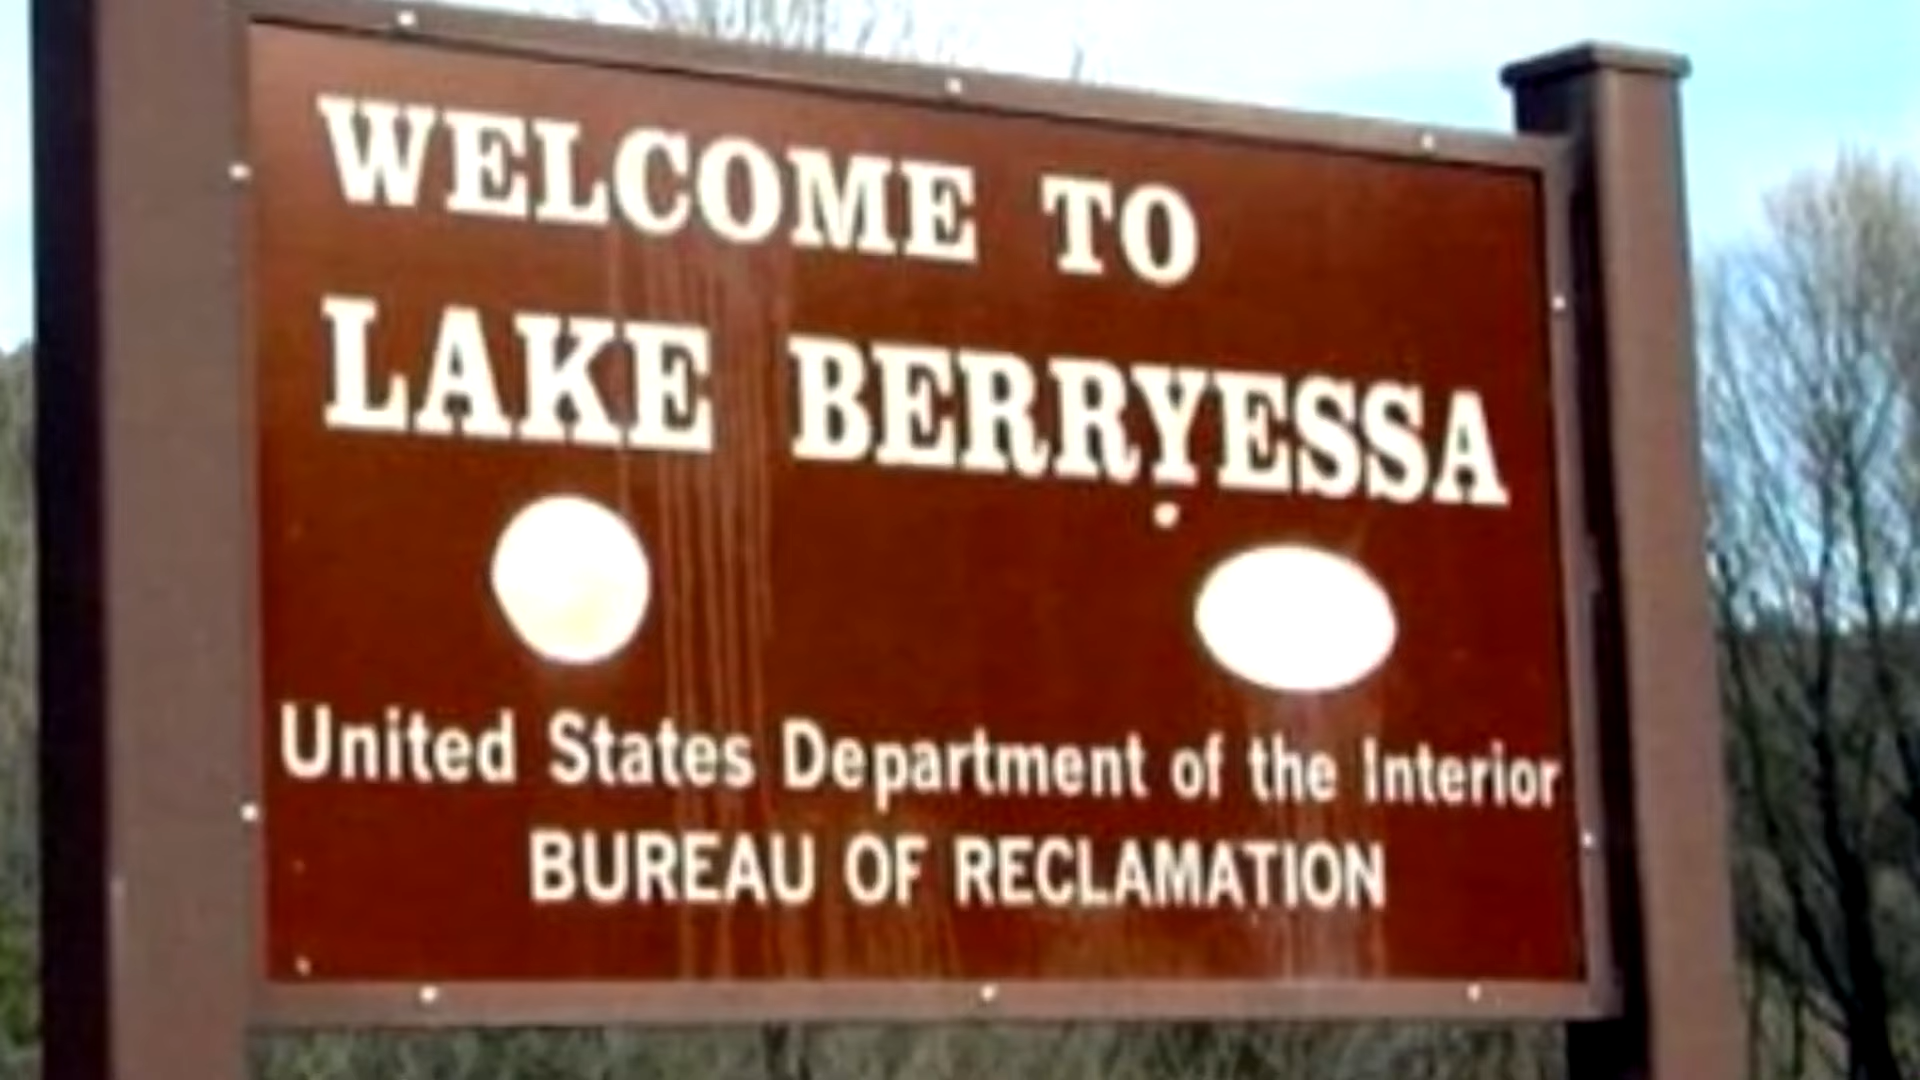 WELCOME TO
LAKE BERRYESSA
United States Department of the Interior
BUREAU OF RECLAMATION